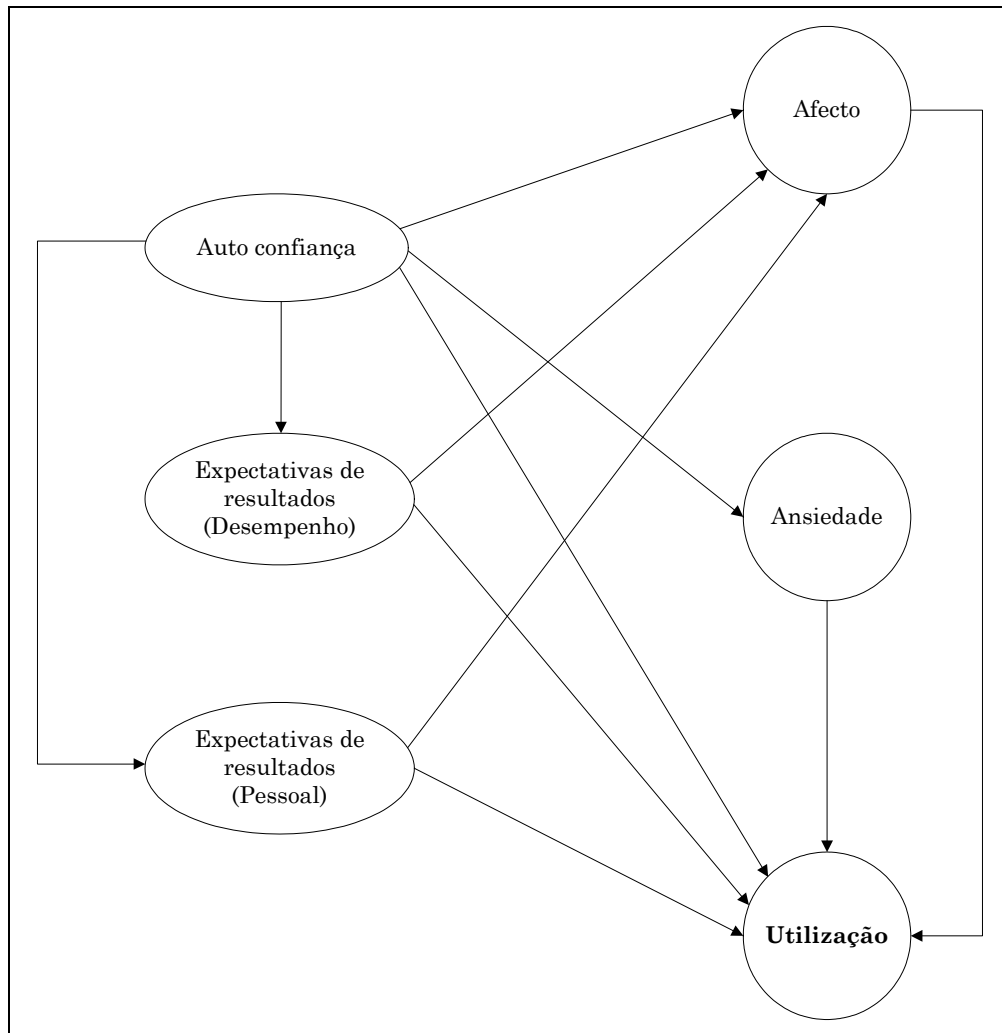 Afecto
Auto confiança
Expectativas de
resultados
(Desempenho)
Ansiedade
Expectativas de
resultados
(Pessoal)
Utilização